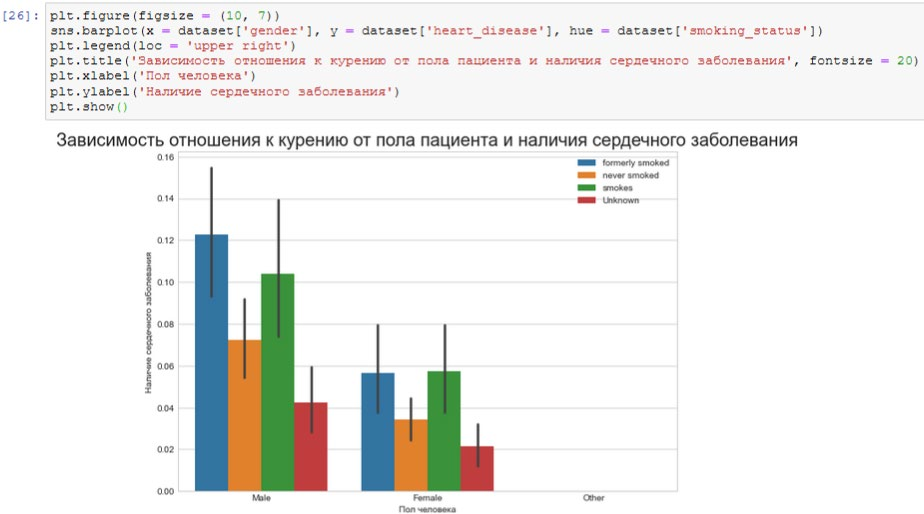 [26]: plt.figure(figsize = (10, 7))
sns.barplot(x = dataset['gender'], y = dataset['heart_disease'], hue = dataset['smoking_status'])
plt.legend(loc = 'upper right')
plt.title('Зависимость отношения к курению от пола пациента и наличия сердечного заболевания', fontsize = 20)
plt.xlabel('Пол человека')
plt.ylabel('Наличие сердечного заболевания')
plt.show()
Зависимость отношения к курению от пола пациента и наличия сердечного заболевания
formerly smoked
never smoked
smokes
Unknown
0.16
0.14
0.12
0.10
0.08
0.06
0.04
0.02
0.00
Наличие сердечного заболевания
Male Female Other
Пол человека